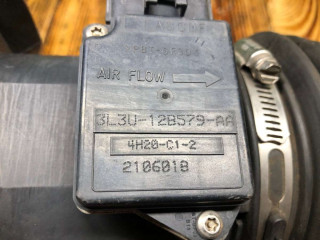 AIR FLOW
3L3U-12B579-AA
4H20-C1-2
2106018